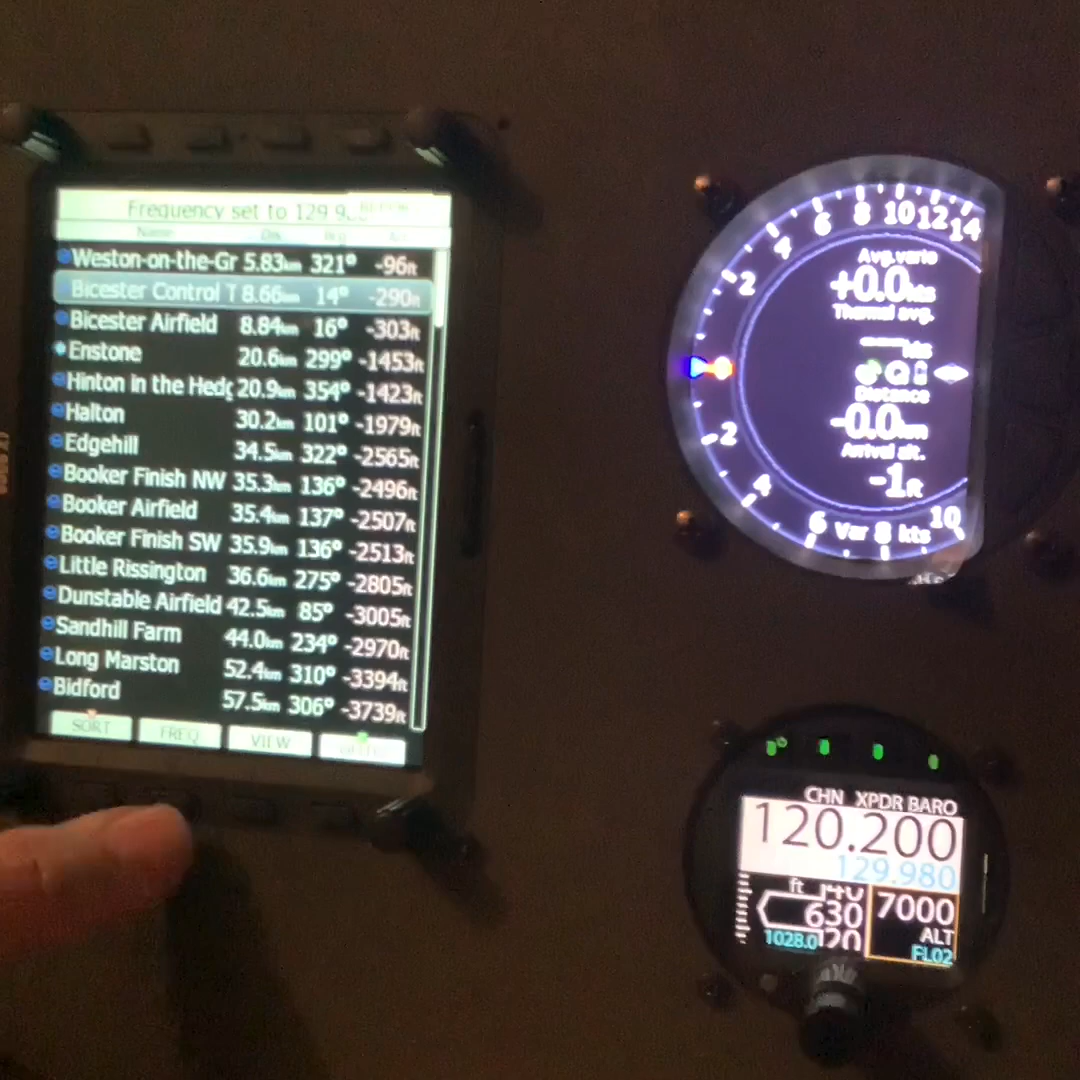 Frequency set to 129.9
Name Dis. Brg
Weston-on-the-Gr 5.83km 321° -96ft
Bicester Control T 8.66km 14° -290ft
Bicester Airfield 8.84km 16° -303ft
Enstone 20.6km 299° -1453ft
Hinton in the Hedg 20.9km 354° -1423ft
Halton 30.2km 101° -1979ft
Edgehill 34.5km 322° -2565ft
Booker Finish NW 35.3km 136° -2496ft
Booker Airfield 35.4km 137° -2507ft
Booker Finish SW 35.9km 136° -2513ft
Little Rissington 36.6km 275° -2805ft
Dunstable Airfield 42.5km 85° -3005ft
Sandhill Farm 44.0km 234° -2970ft
Long Marston 52.4km 310° -3394ft
Bidford 57.5km 306° -3739ft
SORT FREQ VIEW
6 8 10 12 14
2
Avg.vario
+0.0kts
Thermal avg.
---kts
Distance
-0.0km
Arrival alt.
-1ft
2
4
6 Var 8 kts 10
CHN XPDR BARO
120.200
129.980
ft 140
630
120
1028.0
7000
ALT
FL02